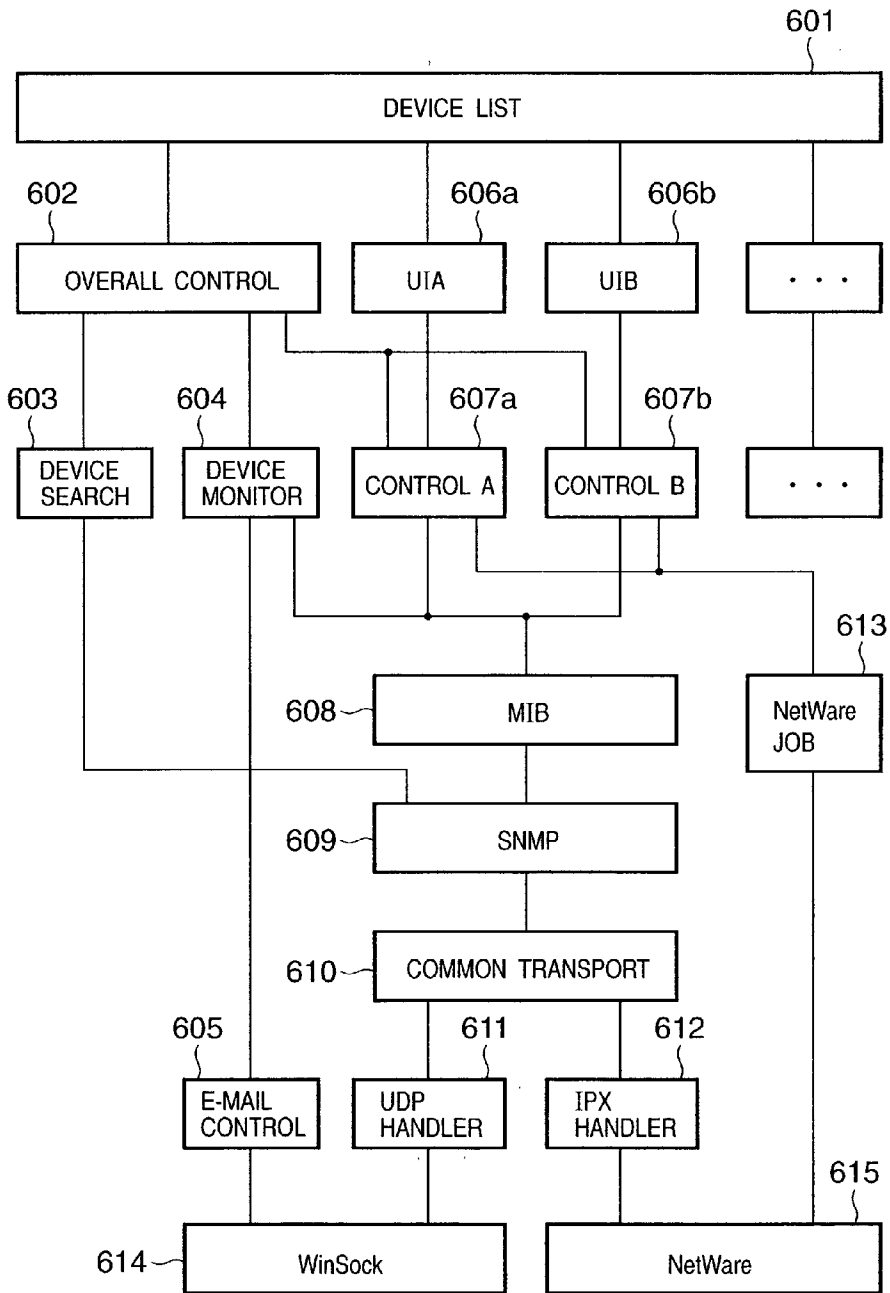 601
DEVICE LIST
602
606a
606b
OVERALL CONTROL
UIA
UIB
. . .
603
604
607a
607b
DEVICE
SEARCH
DEVICE
MONITOR
CONTROL A
CONTROL B
. . .
613
608
MIB
NetWare
JOB
609
SNMP
610
COMMON TRANSPORT
605
611
612
E-MAIL
CONTROL
UDP
HANDLER
IPX
HANDLER
615
614
WinSock
NetWare